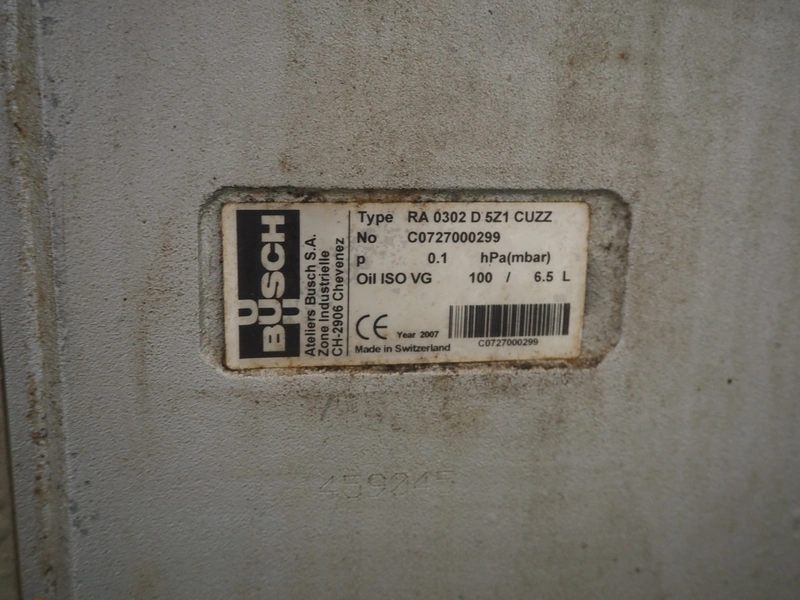 BUSCH
Ateliers Busch S.A.
Zone Industrielle
CH-2906 Chevenez
Type RA 0302 D 5Z1 CUZZ
No C0727000299
p 0.1 hPa(mbar)
Oil ISO VG 100 / 6.5 L
CE Year 2007
Made in Switzerland
C0727000299
459045